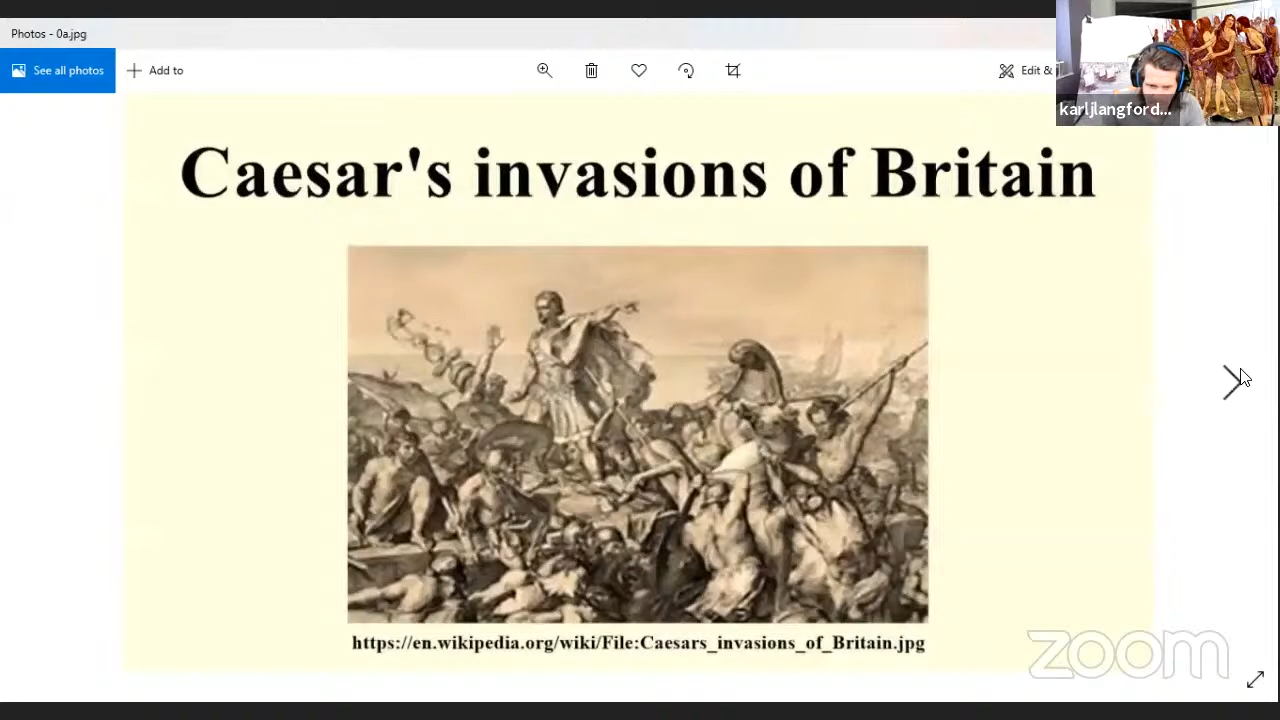 Photos - 0a.jpg
See all photos
Add to
Edit &
karljlangford...
Caesar's invasions of Britain
https://en.wikipedia.org/wiki/File:Caesars_invasions_of_Britain.jpg
zoom